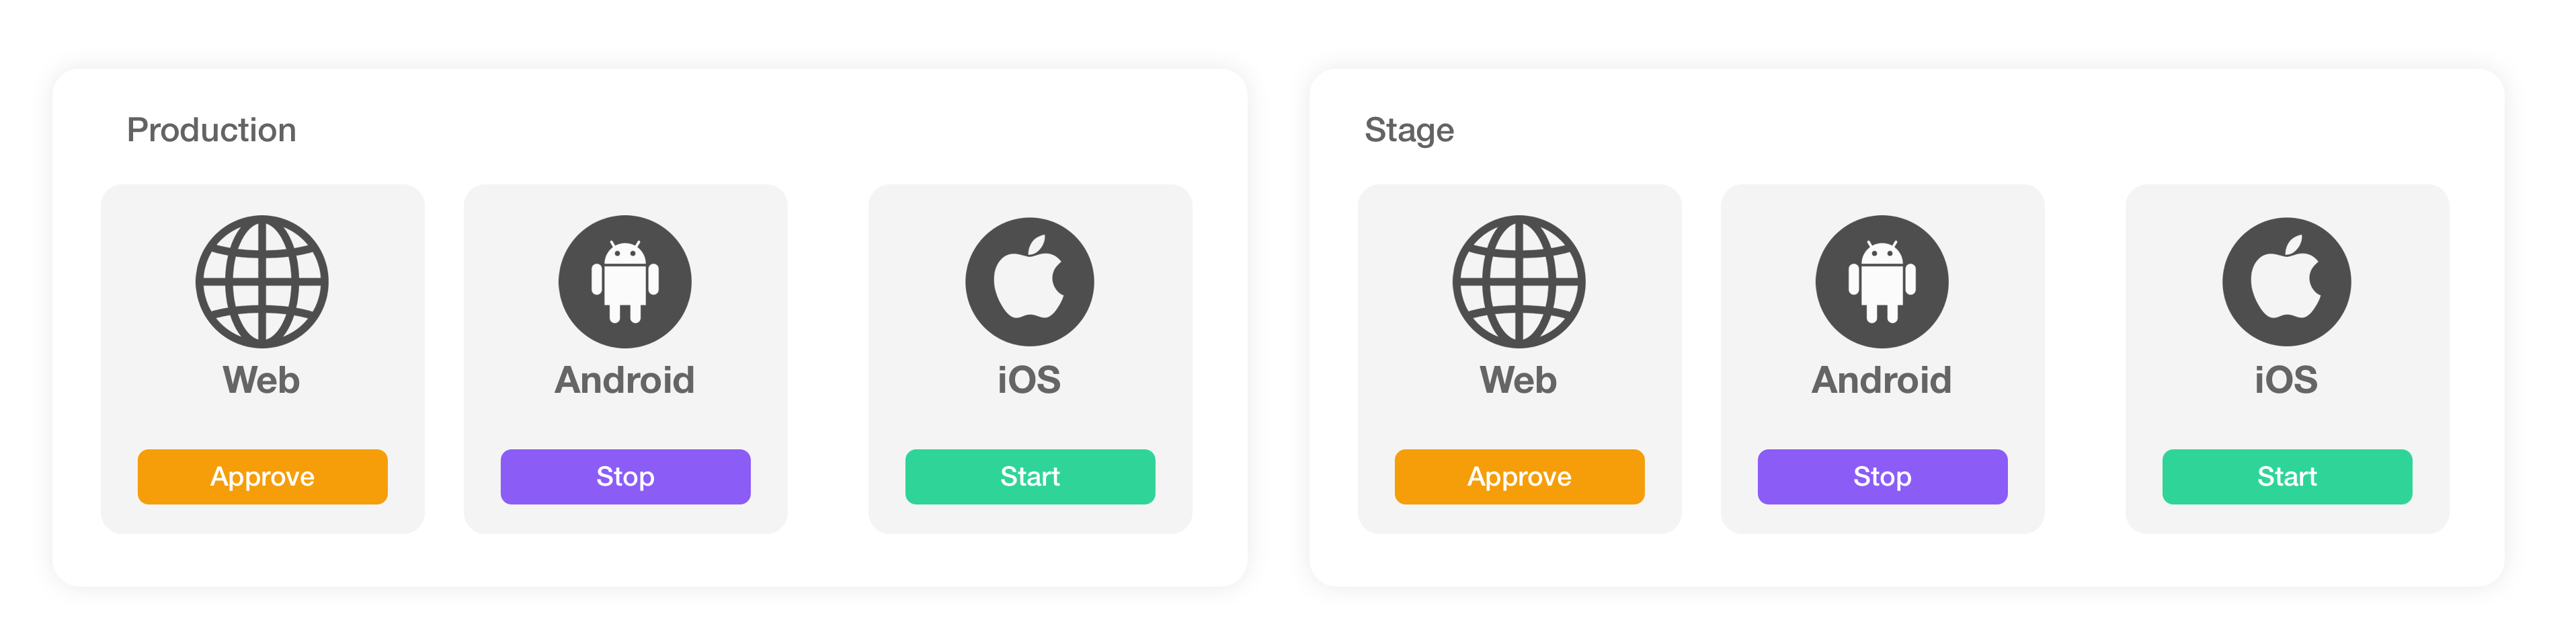 Production
Web
Android
iOS
Approve
Stop
Start
Stage
Web
Android
iOS
Approve
Stop
Start